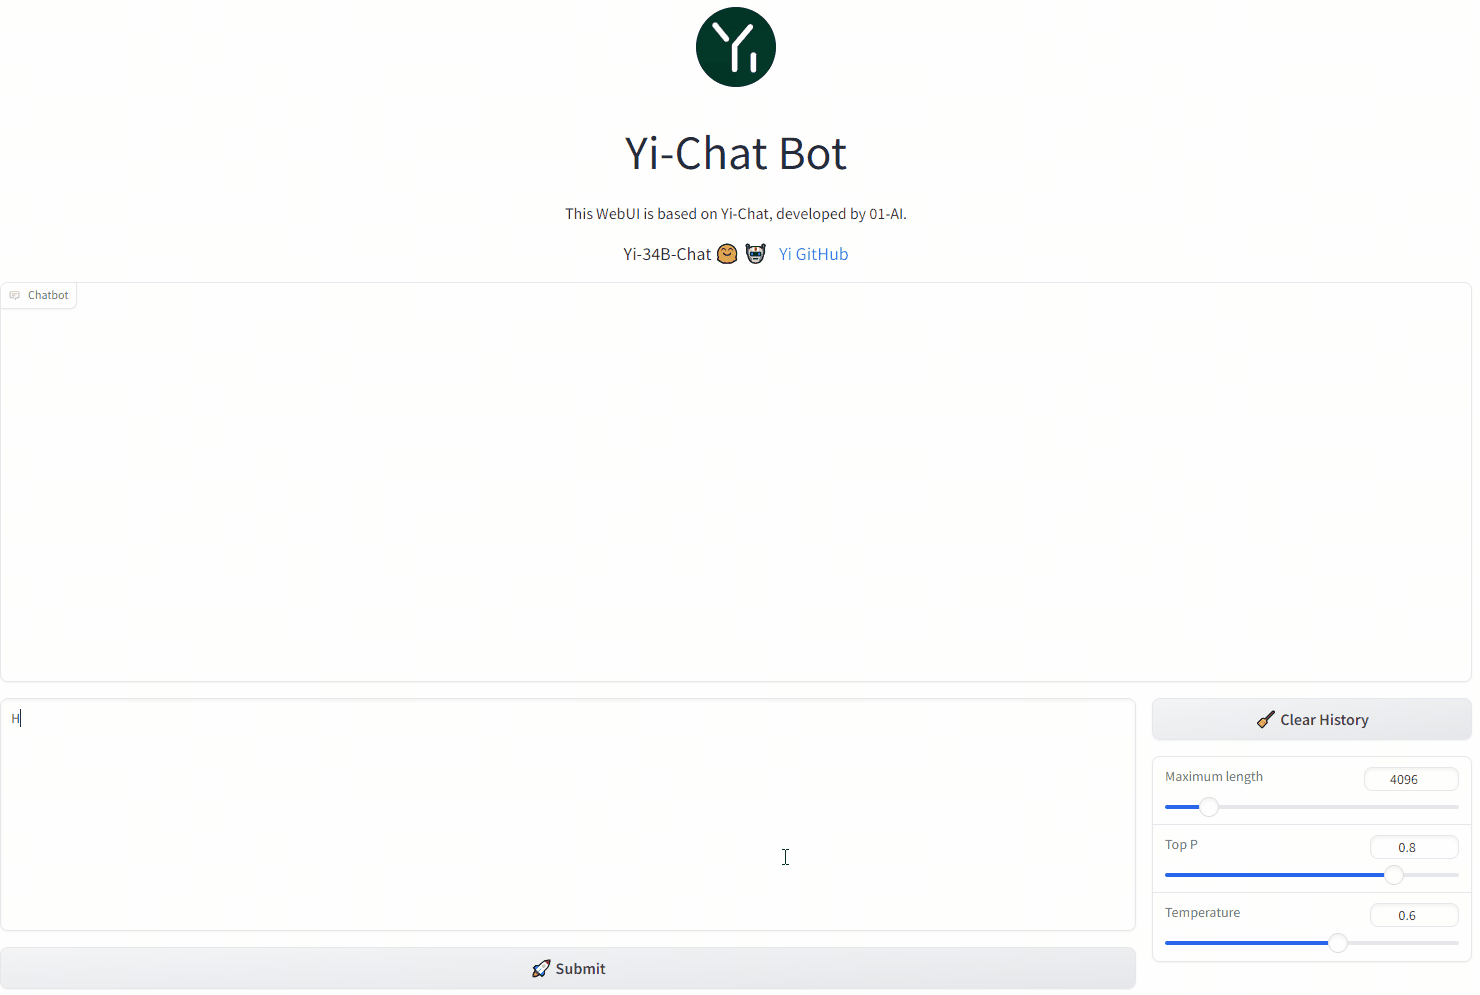 Yi
Yi-Chat Bot
This WebUI is based on Yi-Chat, developed by 01-AI.
Yi-34B-Chat Yi GitHub
Chatbot
H
Clear History
Maximum length 4096
Top P 0.8
Temperature 0.6
Submit